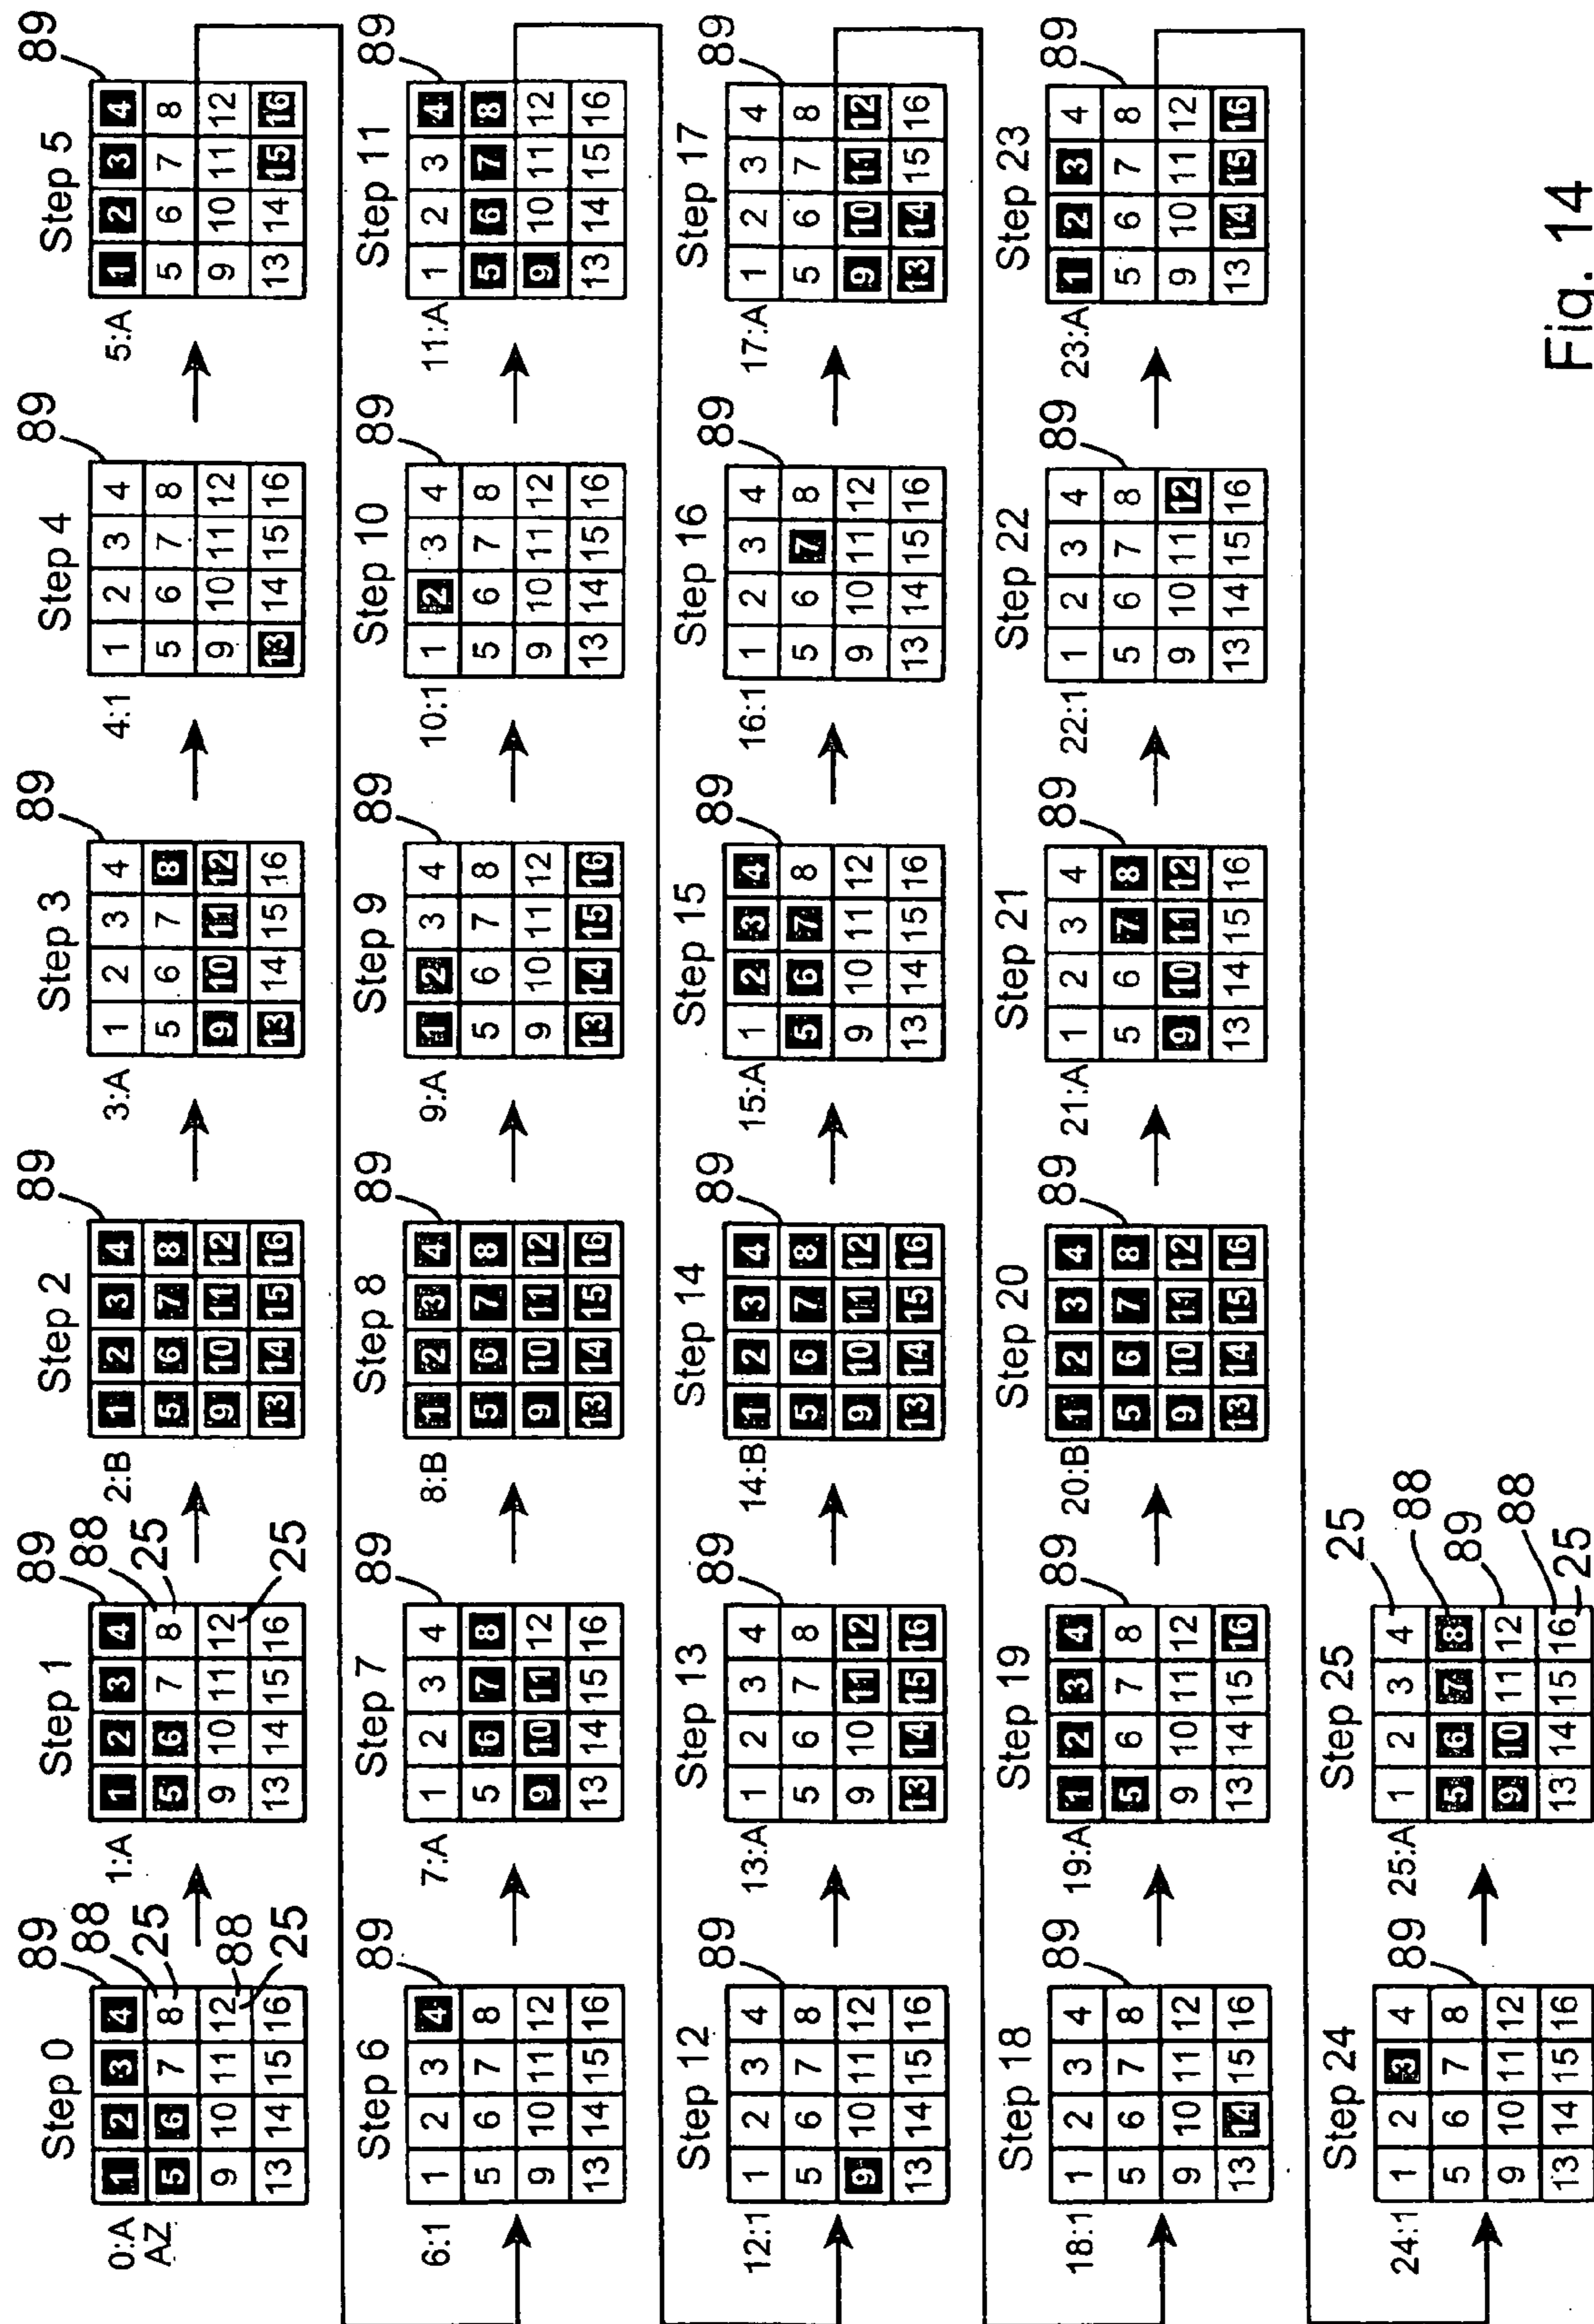 Step 0
0:A
AZ
1 2 3 4
5 6 7 8
9 10 11 12
13 14 15 16
89
88
25
88
25
Step 1
1:A
1 2 3 4
5 6 7 8
9 10 11 12
13 14 15 16
89
88
25
25
Step 2
2:B
1 2 3 4
5 6 7 8
9 10 11 12
13 14 15 16
89
Step 3
3:A
1 2 3 4
5 6 7 8
9 10 11 12
13 14 15 16
89
Step 4
4:1
1 2 3 4
5 6 7 8
9 10 11 12
13 14 15 16
89
Step 5
5:A
1 2 3 4
5 6 7 8
9 10 11 12
13 14 15 16
89
Step 6
6:1
1 2 3 4
5 6 7 8
9 10 11 12
13 14 15 16
89
Step 7
7:A
1 2 3 4
5 6 7 8
9 10 11 12
13 14 15 16
89
Step 8
8:B
1 2 3 4
5 6 7 8
9 10 11 12
13 14 15 16
89
Step 9
9:A
1 2 3 4
5 6 7 8
9 10 11 12
13 14 15 16
89
Step 10
10:1
1 2 3 4
5 6 7 8
9 10 11 12
13 14 15 16
89
Step 11
11:A
1 2 3 4
5 6 7 8
9 10 11 12
13 14 15 16
89
Step 12
12:1
1 2 3 4
5 6 7 8
9 10 11 12
13 14 15 16
89
Step 13
13:A
1 2 3 4
5 6 7 8
9 10 11 12
13 14 15 16
89
Step 14
14:B
1 2 3 4
5 6 7 8
9 10 11 12
13 14 15 16
89
Step 15
15:A
1 2 3 4
5 6 7 8
9 10 11 12
13 14 15 16
89
Step 16
16:1
1 2 3 4
5 6 7 8
9 10 11 12
13 14 15 16
89
Step 17
17:A
1 2 3 4
5 6 7 8
9 10 11 12
13 14 15 16
89
Step 18
18:1
1 2 3 4
5 6 7 8
9 10 11 12
13 14 15 16
89
Step 19
19:A
1 2 3 4
5 6 7 8
9 10 11 12
13 14 15 16
89
Step 20
20:B
1 2 3 4
5 6 7 8
9 10 11 12
13 14 15 16
89
Step 21
21:A
1 2 3 4
5 6 7 8
9 10 11 12
13 14 15 16
89
Step 22
22:1
1 2 3 4
5 6 7 8
9 10 11 12
13 14 15 16
89
Step 23
23:A
1 2 3 4
5 6 7 8
9 10 11 12
13 14 15 16
89
Step 24
24:1
1 2 3 4
5 6 7 8
9 10 11 12
13 14 15 16
89
Step 25
25:A
1 2 3 4
5 6 7 8
9 10 11 12
13 14 15 16
25
88
89
88
25
Fig. 14